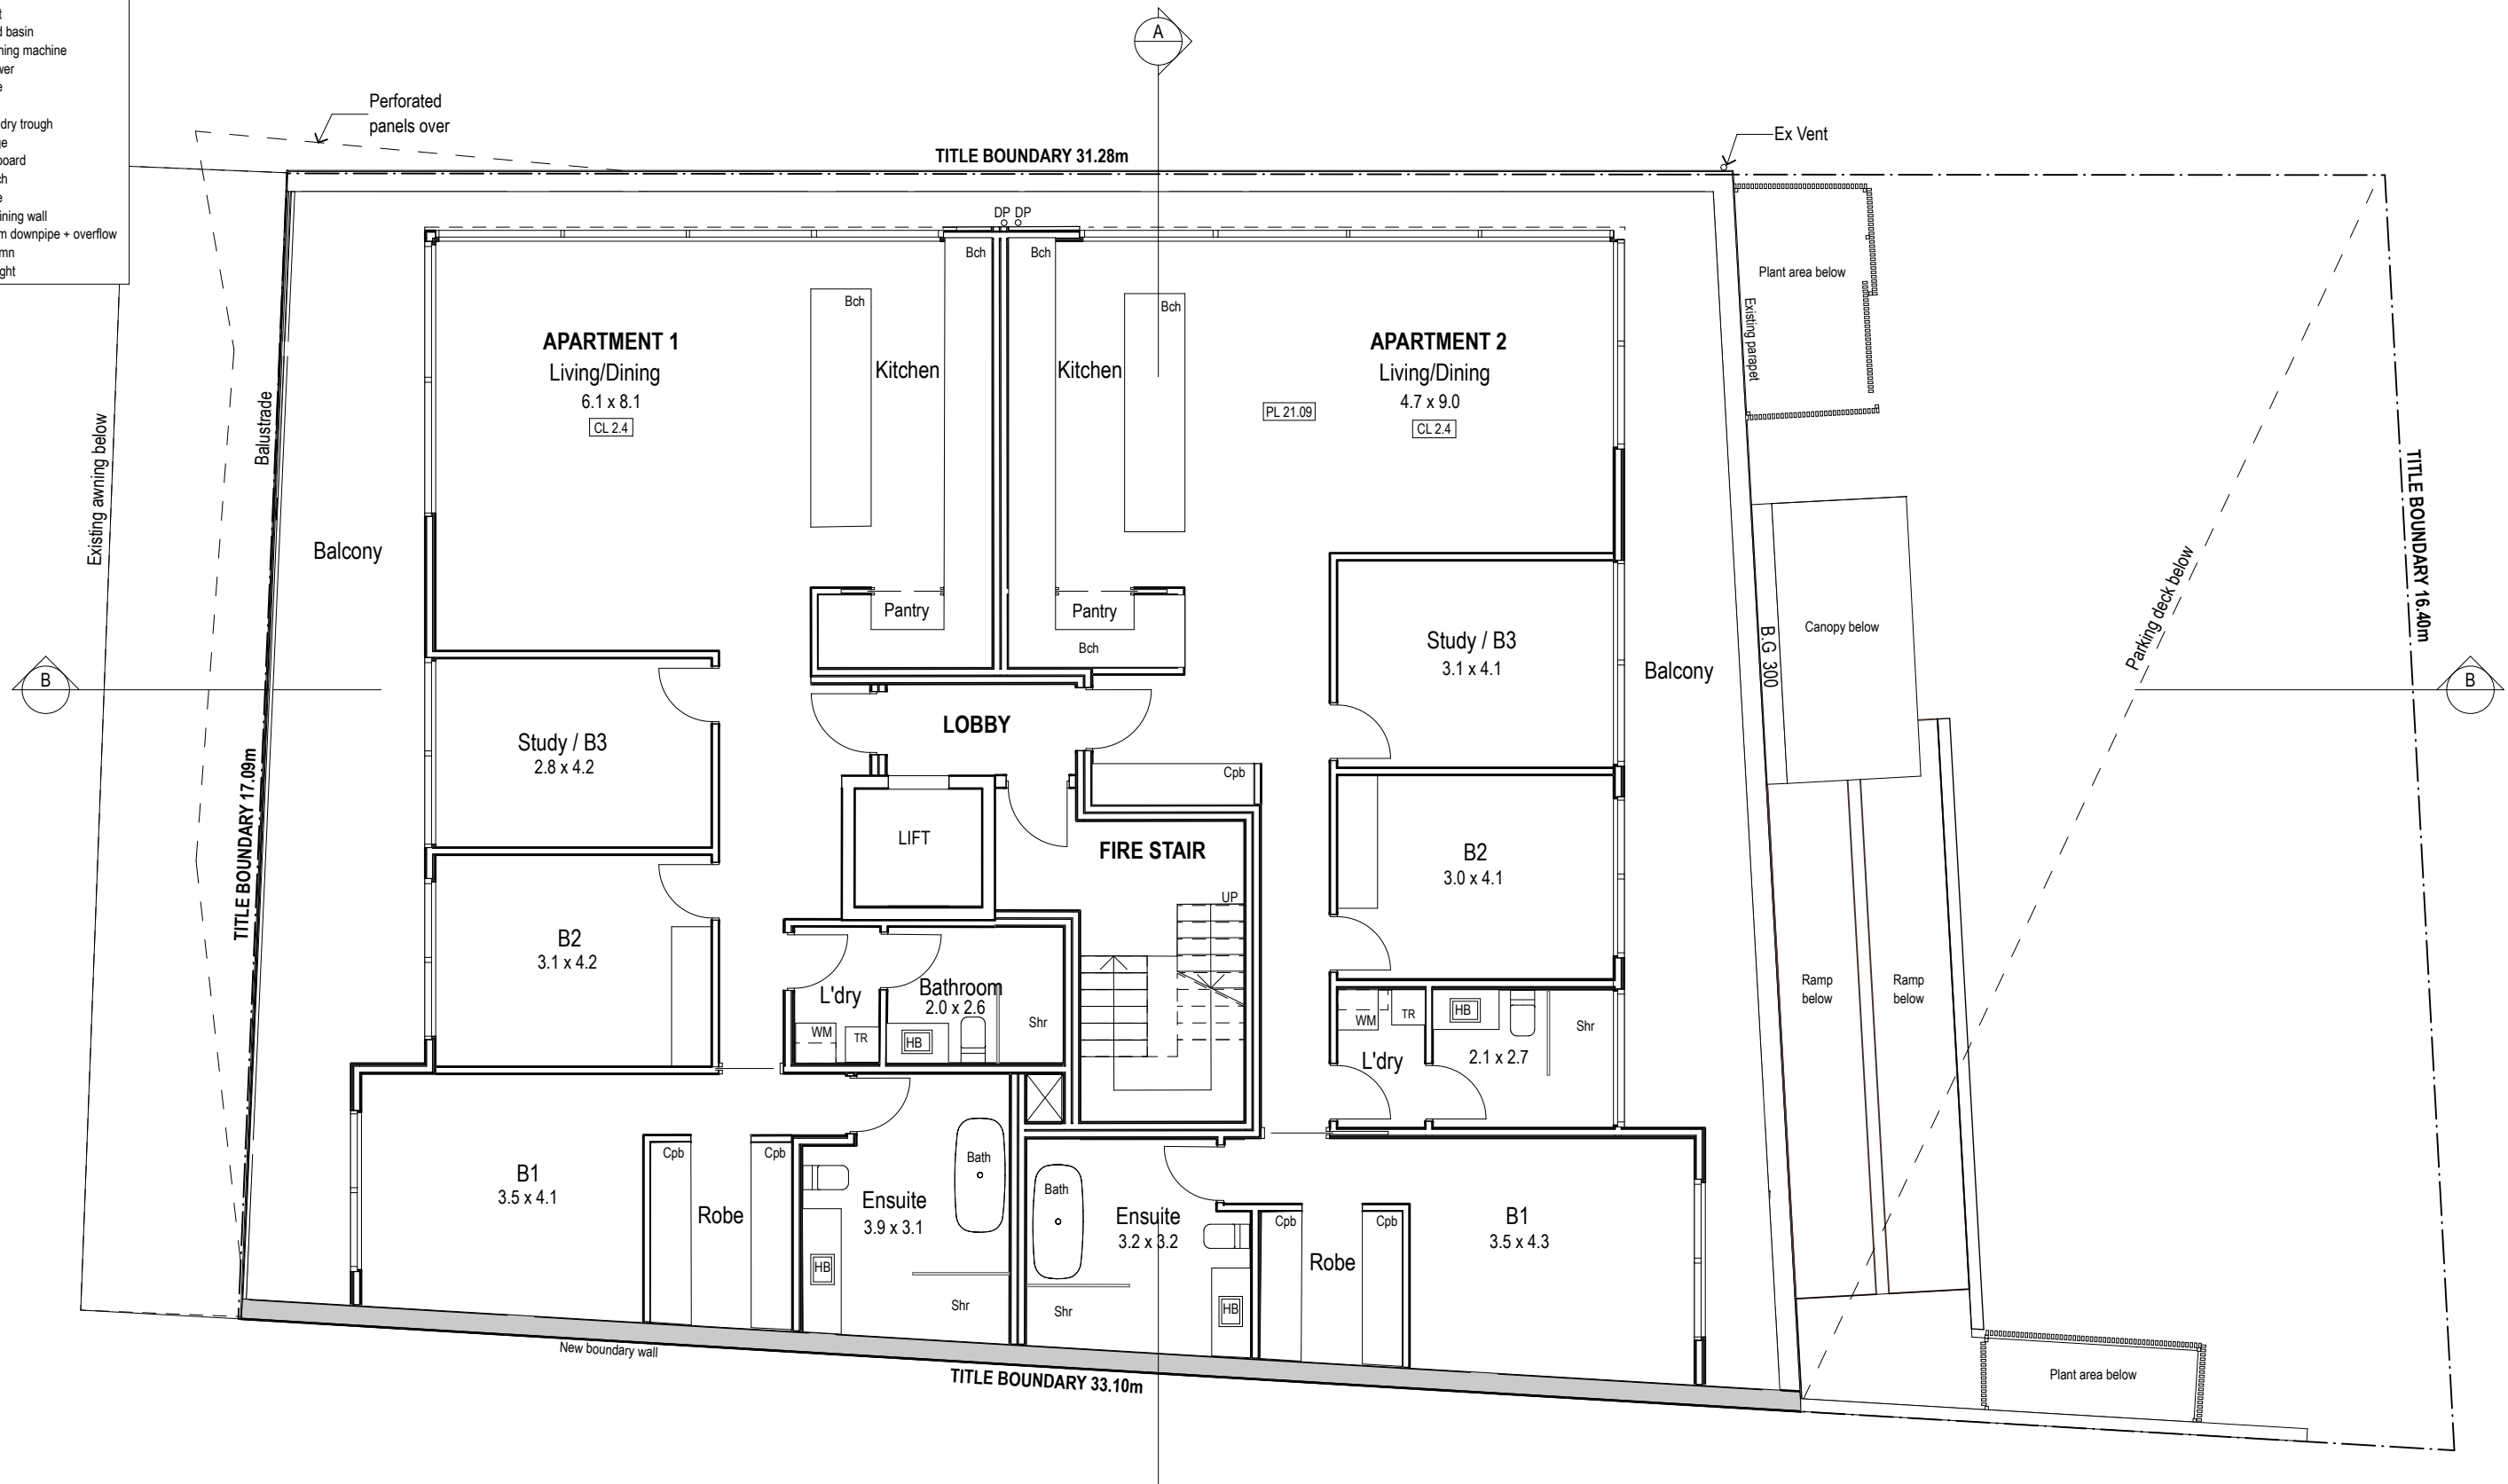 basin
machine
trough
wall
downpipe + overflow
A
Perforated
panels over
TITLE BOUNDARY 31.28m
Ex Vent
DP DP
Bch
Bch
Bch
Bch
Plant area below
Existing parapet
APARTMENT 1
Living/Dining
6.1 x 8.1
CL 2.4
Kitchen
Kitchen
PL 21.09
APARTMENT 2
Living/Dining
4.7 x 9.0
CL 2.4
Existing awning below
Balustrade
Balcony
TITLE BOUNDARY 16.40m
Parking deck below
Pantry
Pantry
Bch
Study / B3
3.1 x 4.1
Balcony
B.G 300
Canopy below
B
B
LOBBY
Study / B3
2.8 x 4.2
Cpb
TITLE BOUNDARY 17.09m
LIFT
FIRE STAIR
UP
B2
3.0 x 4.1
B2
3.1 x 4.2
L'dry
WM
TR
Bathroom
2.0 x 2.6
HB
Shr
WM
TR
L'dry
HB
2.1 x 2.7
Shr
Ramp
below
Ramp
below
B1
3.5 x 4.1
Cpb
Cpb
Robe
Ensuite
3.9 x 3.1
Bath
HB
Shr
Bath
Ensuite
3.2 x 3.2
HB
Shr
Cpb
Cpb
Robe
B1
3.5 x 4.3
New boundary wall
TITLE BOUNDARY 33.10m
Plant area below